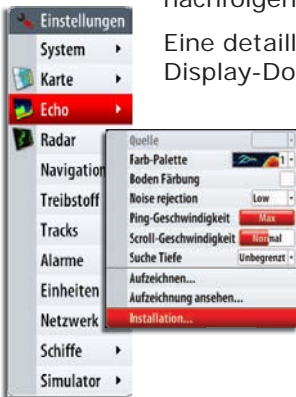 nachfolgen
Eine detaill
Display-Do
Einstellungen
System
Karte
Echo
Radar
Navigation
Treibstoff
Tracks
Alarme
Einheiten
Netzwerk
Schiffe
Simulator
Quelle
Farb-Palette 1
Boden Färbung
Noise rejection Low
Ping-Geschwindigkeit Max
Scroll-Geschwindigkeit Normal
Suche Tiefe Unbegrenzt
Aufzeichnen...
Aufzeichnung ansehen...
Installation...